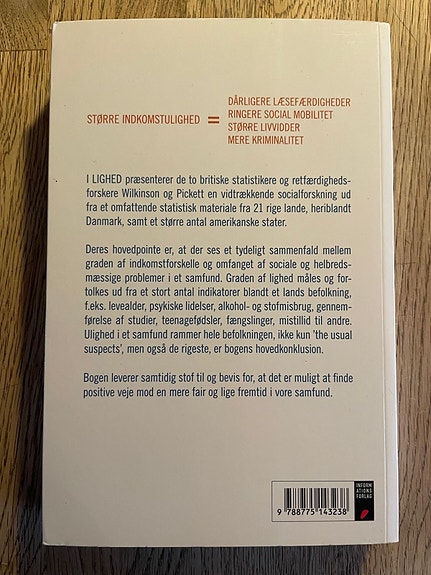 STØRRE INDKOMSTULIGHED =
DÅRLIGERE LÆSEFÆRDIGHEDER
RINGERE SOCIAL MOBILITET
STØRRE LIVVIDDER
MERE KRIMINALITET
I LIGHED præsenterer de to britiske statistikere og retfærdigheds-
forskere Wilkinson og Pickett en vidtrækkende socialforskning ud
fra et omfattende statistisk materiale fra 21 rige lande, heriblandt
Danmark, samt et større antal amerikanske stater.
Deres hovedpointe er, at der ses et tydeligt sammenfald mellem
graden af indkomstforskelle og omfanget af sociale og helbreds-
mæssige problemer i et samfund. Graden af lighed måles og for-
tolkes ud fra et stort antal indikatorer blandt et lands befolkning,
f.eks. levealder, psykiske lidelser, alkohol- og stofmisbrug, gennem-
førelse af studier, teenagefødsler, fængslinger, mistillid til andre.
Ulighed i et samfund rammer hele befolkningen, ikke kun 'the usual
suspects', men også de rigeste, er bogens hovedkonklusion.
Bogen leverer samtidig stof til og bevis for, at det er muligt at finde
positive veje mod en mere fair og lige fremtid i vore samfund.
INFORM
ATIONS
FORLAG
9 788775 143238